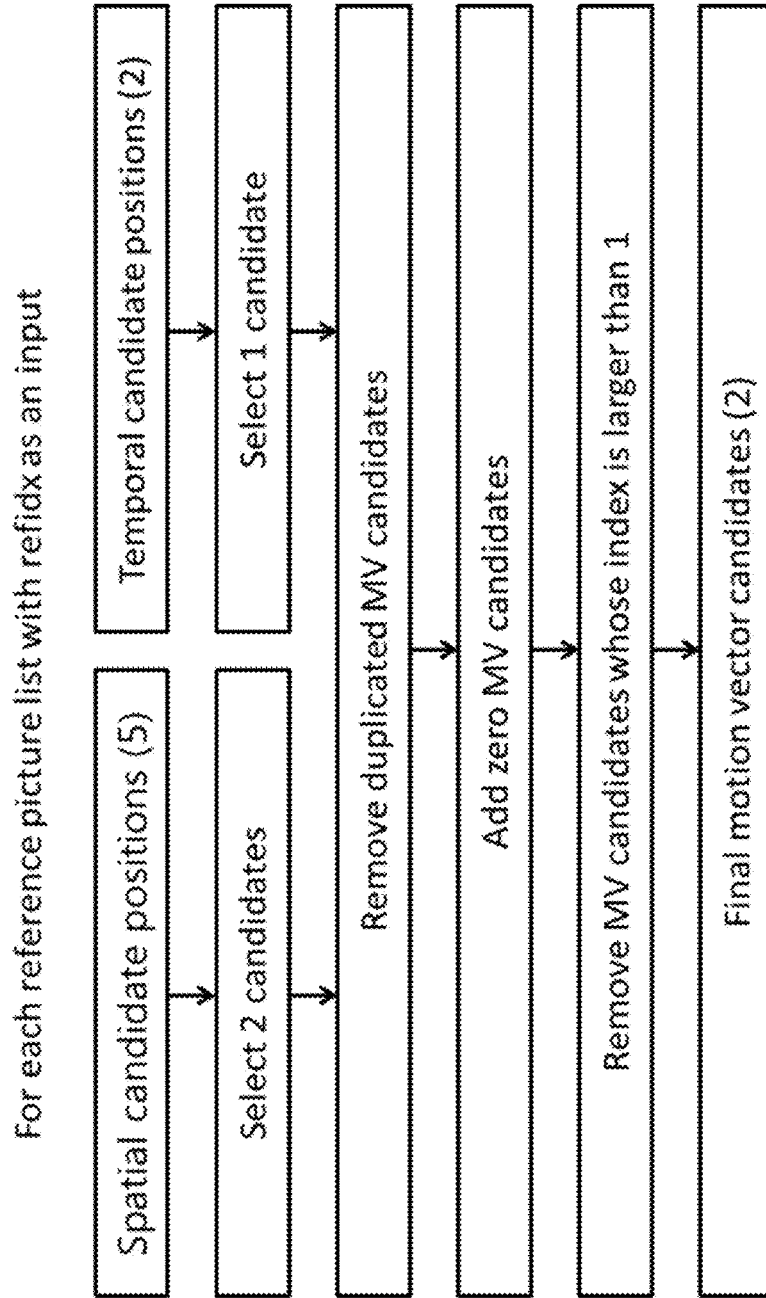 For each reference picture list with refidx as an input
Spatial candidate positions (5)
Temporal candidate positions (2)
Select 2 candidates
Select 1 candidate
Remove duplicated MV candidates
Add zero MV candidates
Remove MV candidates whose index is larger than 1
Final motion vector candidates (2)